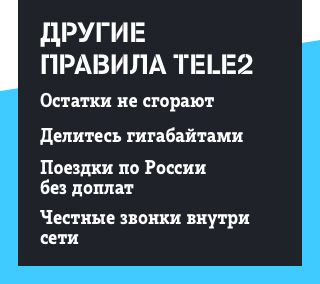 ДРУГИЕ
ПРАВИЛА TELE2
Остатки не сгорают
Делитесь гигабайтами
Поездки по России
без доплат
Честные звонки внутри
сети